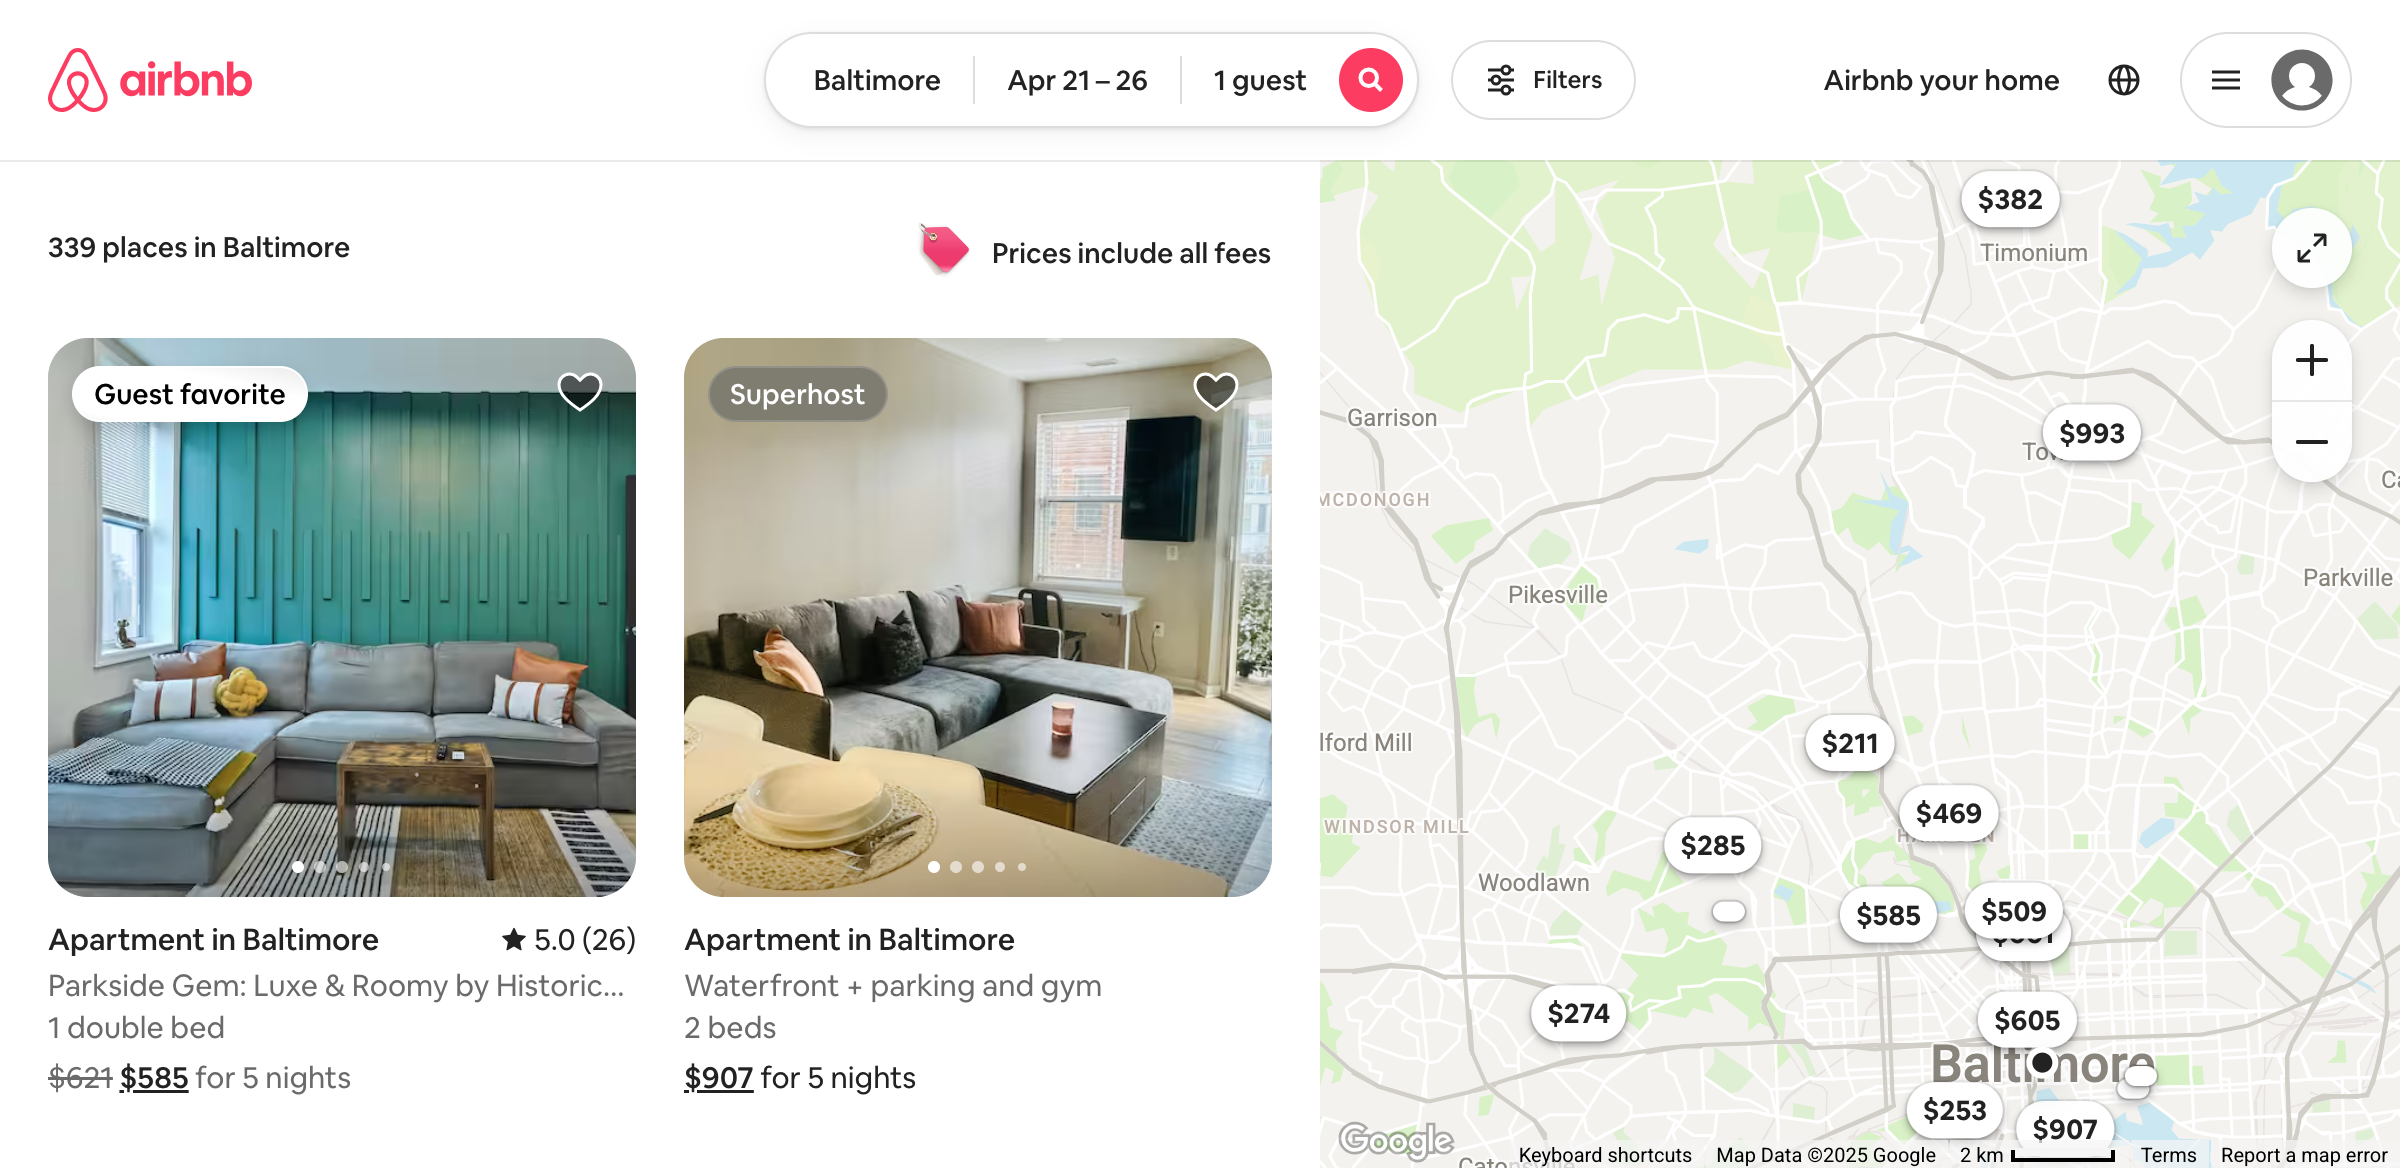 airbnb
Baltimore
Apr 21 – 26
1 guest
Filters
Airbnb your home
339 places in Baltimore
Prices include all fees
Guest favorite
Superhost
Apartment in Baltimore
5.0 (26)
Parkside Gem: Luxe & Roomy by Historic...
1 double bed
$621 $585 for 5 nights
Apartment in Baltimore
Waterfront + parking and gym
2 beds
$907 for 5 nights
$382
Timonium
Garrison
$993
MCDONOGH
Pikesville
Parkville
$211
lford Mill
$469
WINDSOR MILL
$285
Woodlawn
$585
$509
$274
$605
Baltimore
$253
$907
Google
Keyboard shortcuts
Map Data ©2025 Google
2 km
Terms
Report a map error